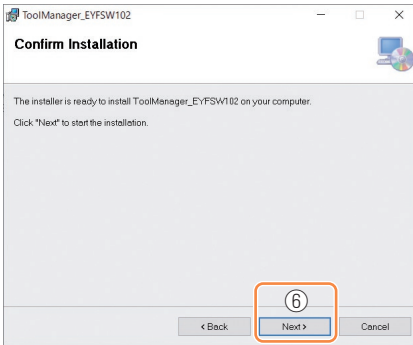 ToolManager_EYFSW102
Confirm Installation
The installer is ready to install ToolManager_EYFSW102 on your computer.
Click "Next" to start the installation.
⑥
< Back
Next >
Cancel